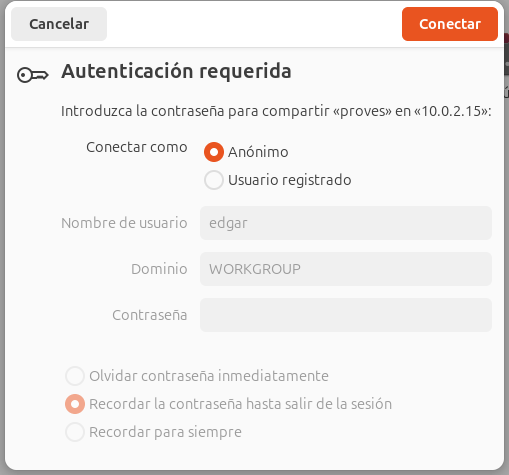 Cancelar
Conectar
Autenticación requerida
Introduzca la contraseña para compartir «proves» en «10.0.2.15»:
Conectar como
Anónimo
Usuario registrado
Nombre de usuario edgar
Dominio WORKGROUP
Contraseña
Olvidar contraseña inmediatamente
Recordar la contraseña hasta salir de la sesión
Recordar para siempre